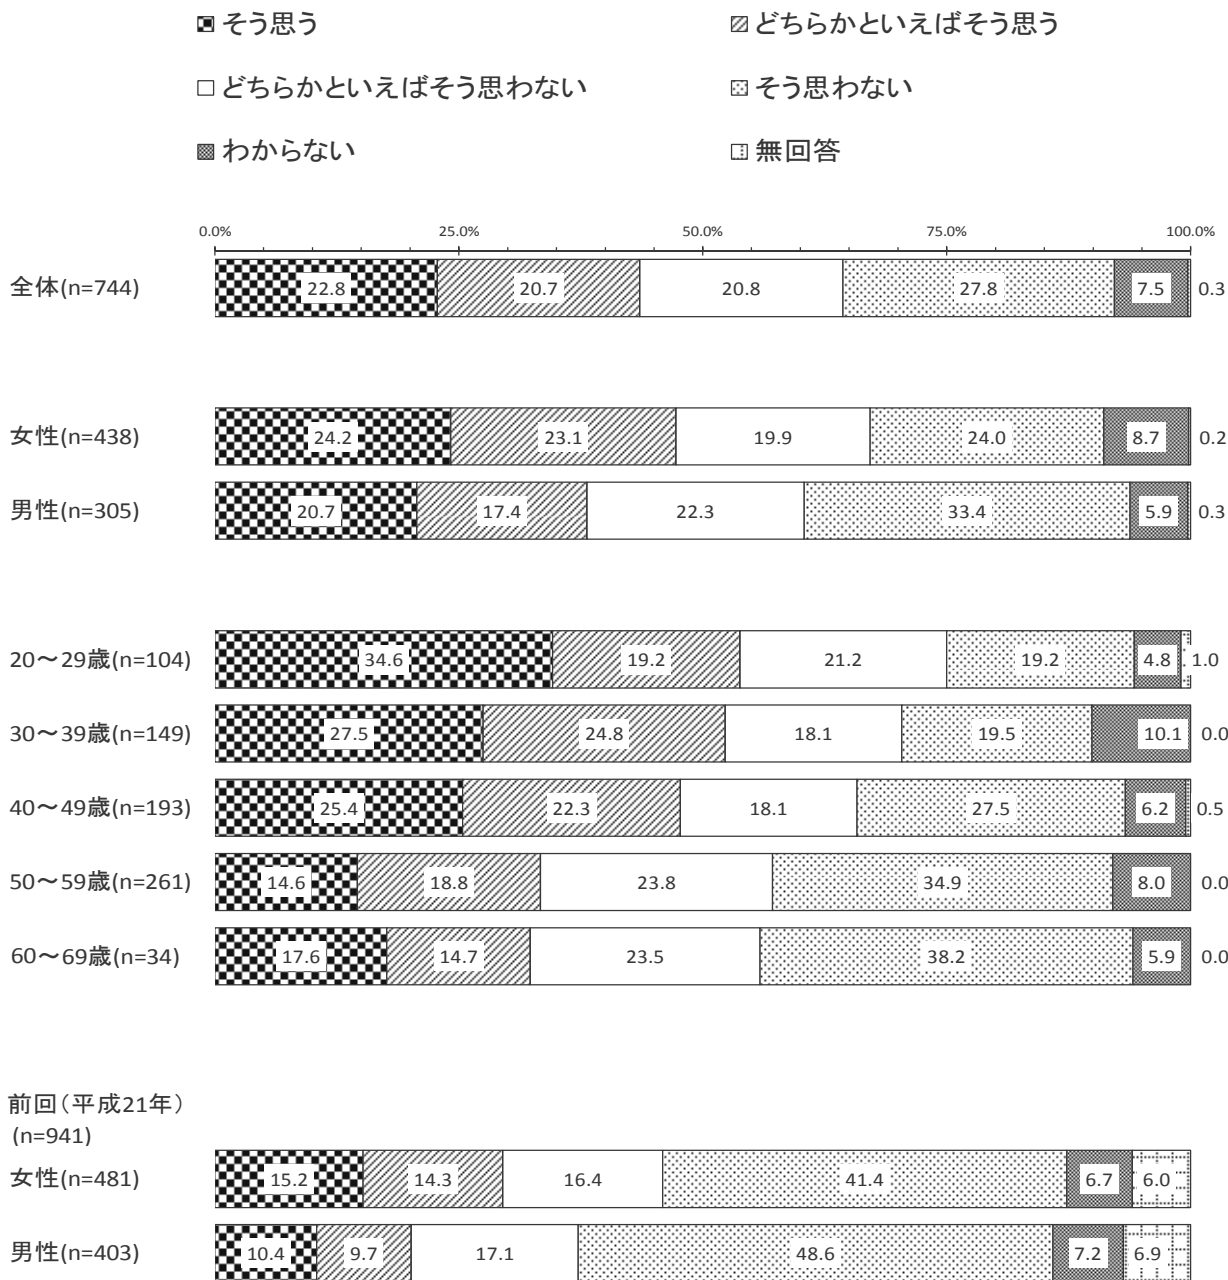 そう思う どちらかといえばそう思う
どちらかといえばそう思わない そう思わない
わからない 無回答
0.0% 25.0% 50.0% 75.0% 100.0%
全体(n=744) 22.8 20.7 20.8 27.8 7.5 0.3
女性(n=438) 24.2 23.1 19.9 24.0 8.7 0.2
男性(n=305) 20.7 17.4 22.3 33.4 5.9 0.3
20～29歳(n=104) 34.6 19.2 21.2 19.2 4.8 1.0
30～39歳(n=149) 27.5 24.8 18.1 19.5 10.1 0.0
40～49歳(n=193) 25.4 22.3 18.1 27.5 6.2 0.5
50～59歳(n=261) 14.6 18.8 23.8 34.9 8.0 0.0
60～69歳(n=34) 17.6 14.7 23.5 38.2 5.9 0.0
前回（平成21年）
(n=941)
女性(n=481) 15.2 14.3 16.4 41.4 6.7 6.0
男性(n=403) 10.4 9.7 17.1 48.6 7.2 6.9